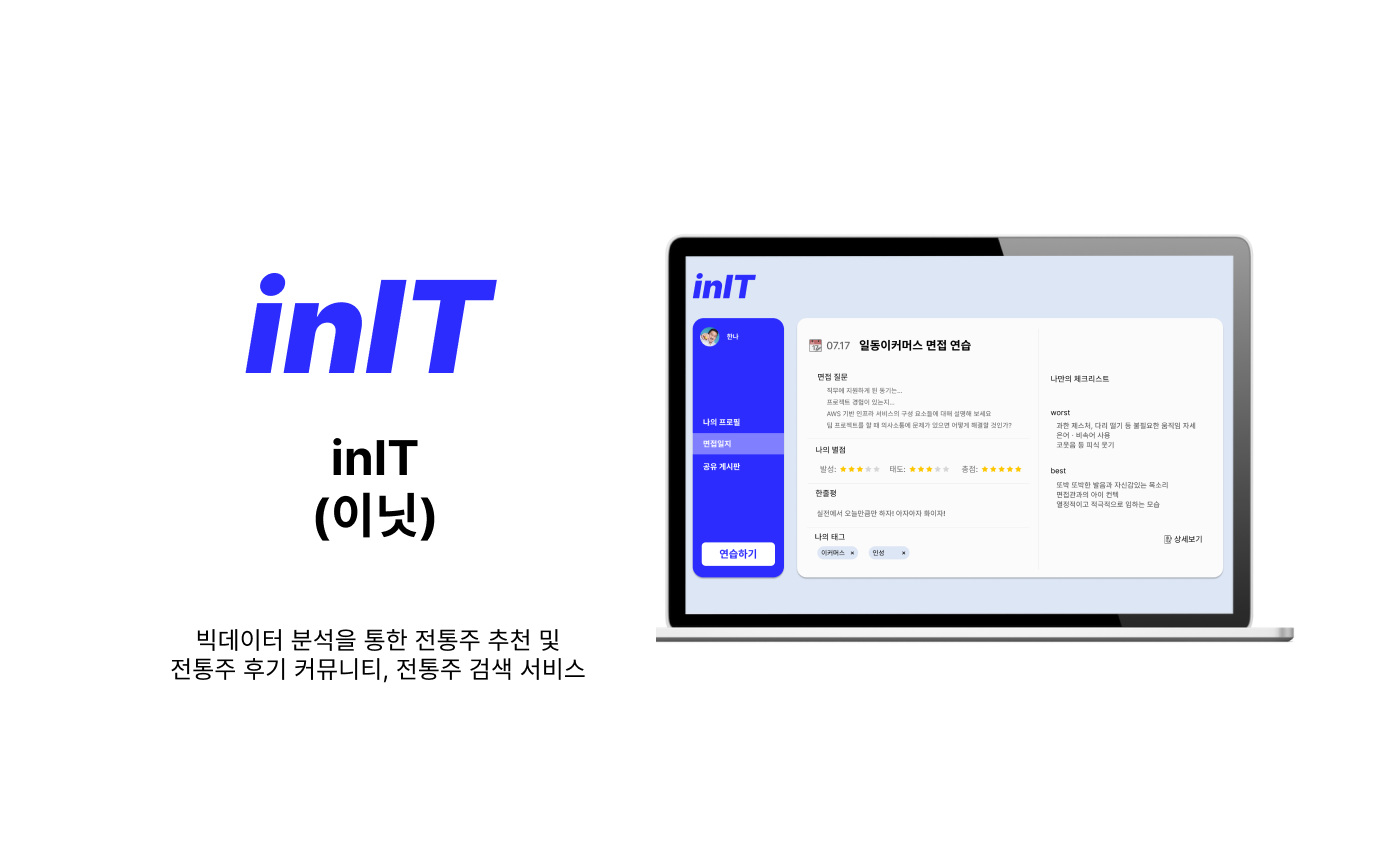 inIT
inIT
(이닛)
빅데이터 분석을 통한 전통주 추천 및
전통주 후기 커뮤니티, 전통주 검색 서비스
inIT
한나
나의 프로필
면접일지
공유 게시판
연습하기
07.17 일동이커머스 면접 연습
면접 질문
직무에 지원하게 된 동기는...
프로젝트 경험이 있는지...
AWS 기반 인프라 서비스의 구성 요소들에 대해 설명해 보세요
팀 프로젝트를 할 때 의사소통에 문제가 있으면 어떻게 해결할 것인가?
나의 별점
발성: ★★★★★ 태도: ★★★★★ 총점: ★★★★★
한줄평
실전에서 오늘만큼만 하자! 아자아자 화이자!
나의 태그
이커머스 × 인성 ×
나만의 체크리스트
worst
과한 제스처, 다리 떨기 등 불필요한 움직임 자세
은어 · 비속어 사용
코웃음 등 피식 웃기
best
또박 또박한 발음과 자신감있는 목소리
면접관과의 아이 컨텍
열정적이고 적극적으로 임하는 모습
상세보기